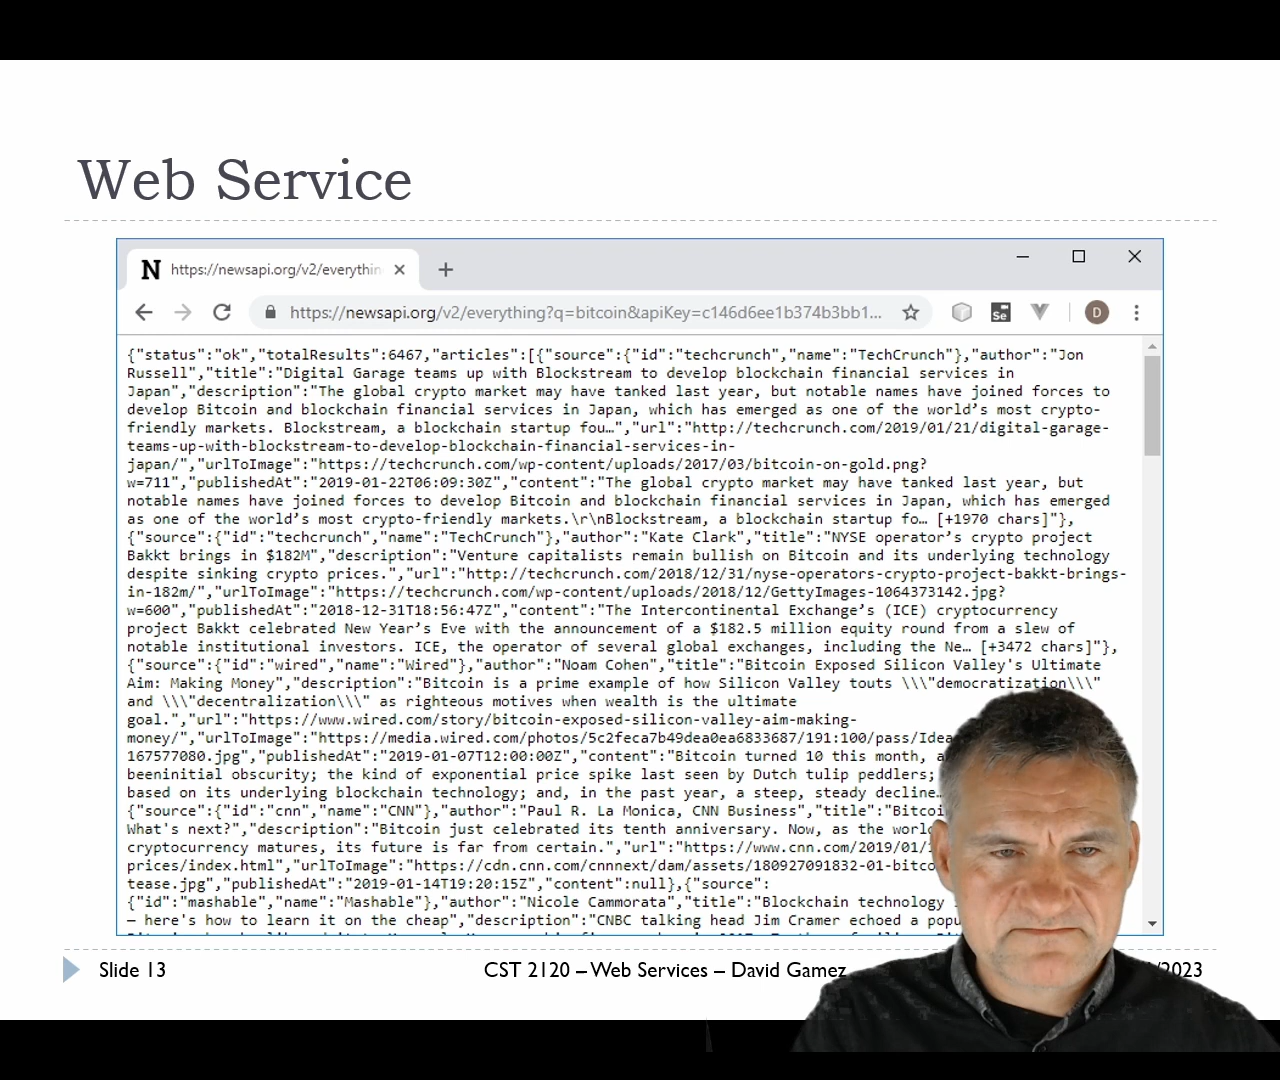 Web Service
N https://newsapi.org/v2/everythin
https://newsapi.org/v2/everything?q=bitcoin&apiKey=c146d6ee1b374b3bb1... Se D
{"status":"ok","totalResults":6467,"articles":[{"source":{"id":"techcrunch","name":"TechCrunch"},"author":"Jon
Russell","title":"Digital Garage teams up with Blockstream to develop blockchain financial services in
Japan","description":"The global crypto market may have tanked last year, but notable names have joined forces to
develop Bitcoin and blockchain financial services in Japan, which has emerged as one of the world’s most crypto-
friendly markets. Blockstream, a blockchain startup fou…","url":"http://techcrunch.com/2019/01/21/digital-garage-
teams-up-with-blockstream-to-develop-blockchain-financial-services-in-
japan/","urlToImage":"https://techcrunch.com/wp-content/uploads/2017/03/bitcoin-on-gold.png?
w=711","publishedAt":"2019-01-22T06:09:30Z","content":"The global crypto market may have tanked last year, but
notable names have joined forces to develop Bitcoin and blockchain financial services in Japan, which has emerged
as one of the world’s most crypto-friendly markets.\r\nBlockstream, a blockchain startup fo… [+1970 chars]"},
{"source":{"id":"techcrunch","name":"TechCrunch"},"author":"Kate Clark","title":"NYSE operator’s crypto project
Bakkt brings in $182M","description":"Venture capitalists remain bullish on Bitcoin and its underlying technology
despite sinking crypto prices.","url":"http://techcrunch.com/2018/12/31/nyse-operators-crypto-project-bakkt-brings-
in-182m/","urlToImage":"https://techcrunch.com/wp-content/uploads/2018/12/GettyImages-1064373142.jpg?
w=600","publishedAt":"2018-12-31T18:56:47Z","content":"The Intercontinental Exchange’s (ICE) cryptocurrency
project Bakkt celebrated New Year’s Eve with the announcement of a $182.5 million equity round from a slew of
notable institutional investors. ICE, the operator of several global exchanges, including the Ne… [+3472 chars]"},
{"source":{"id":"wired","name":"Wired"},"author":"Noam Cohen","title":"Bitcoin Exposed Silicon Valley's Ultimate
Aim: Making Money","description":"Bitcoin is a prime example of how Silicon Valley touts \\\"democratization\\\"
and \\\"decentralization\\\" as righteous motives when wealth is the ultimate
goal.","url":"https://www.wired.com/story/bitcoin-exposed-silicon-valley-aim-making-
money/","urlToImage":"https://media.wired.com/photos/5c2feca7b49dea0ea6833687/191:100/pass/Idea
167577080.jpg","publishedAt":"2019-01-07T12:00:00Z","content":"Bitcoin turned 10 this month, a
beeninitial obscurity; the kind of exponential price spike last seen by Dutch tulip peddlers;
based on its underlying blockchain technology; and, in the past year, a steep, steady decline…
{"source":{"id":"cnn","name":"CNN"},"author":"Paul R. La Monica, CNN Business","title":"Bitcoi
What's next?","description":"Bitcoin just celebrated its tenth anniversary. Now, as the worl
cryptocurrency matures, its future is far from certain.","url":"https://www.cnn.com/2019/01/
prices/index.html","urlToImage":"https://cdn.cnn.com/cnnnext/dam/assets/180927091832-01-bitco
tease.jpg","publishedAt":"2019-01-14T19:20:15Z","content":null},{"source":
{"id":"mashable","name":"Mashable"},"author":"Nicole Cammorata","title":"Blockchain technology
— here's how to learn it on the cheap","description":"CNBC talking head Jim Cramer echoed a popu
Slide 13 CST 2120 – Web Services – David Gamez /2023